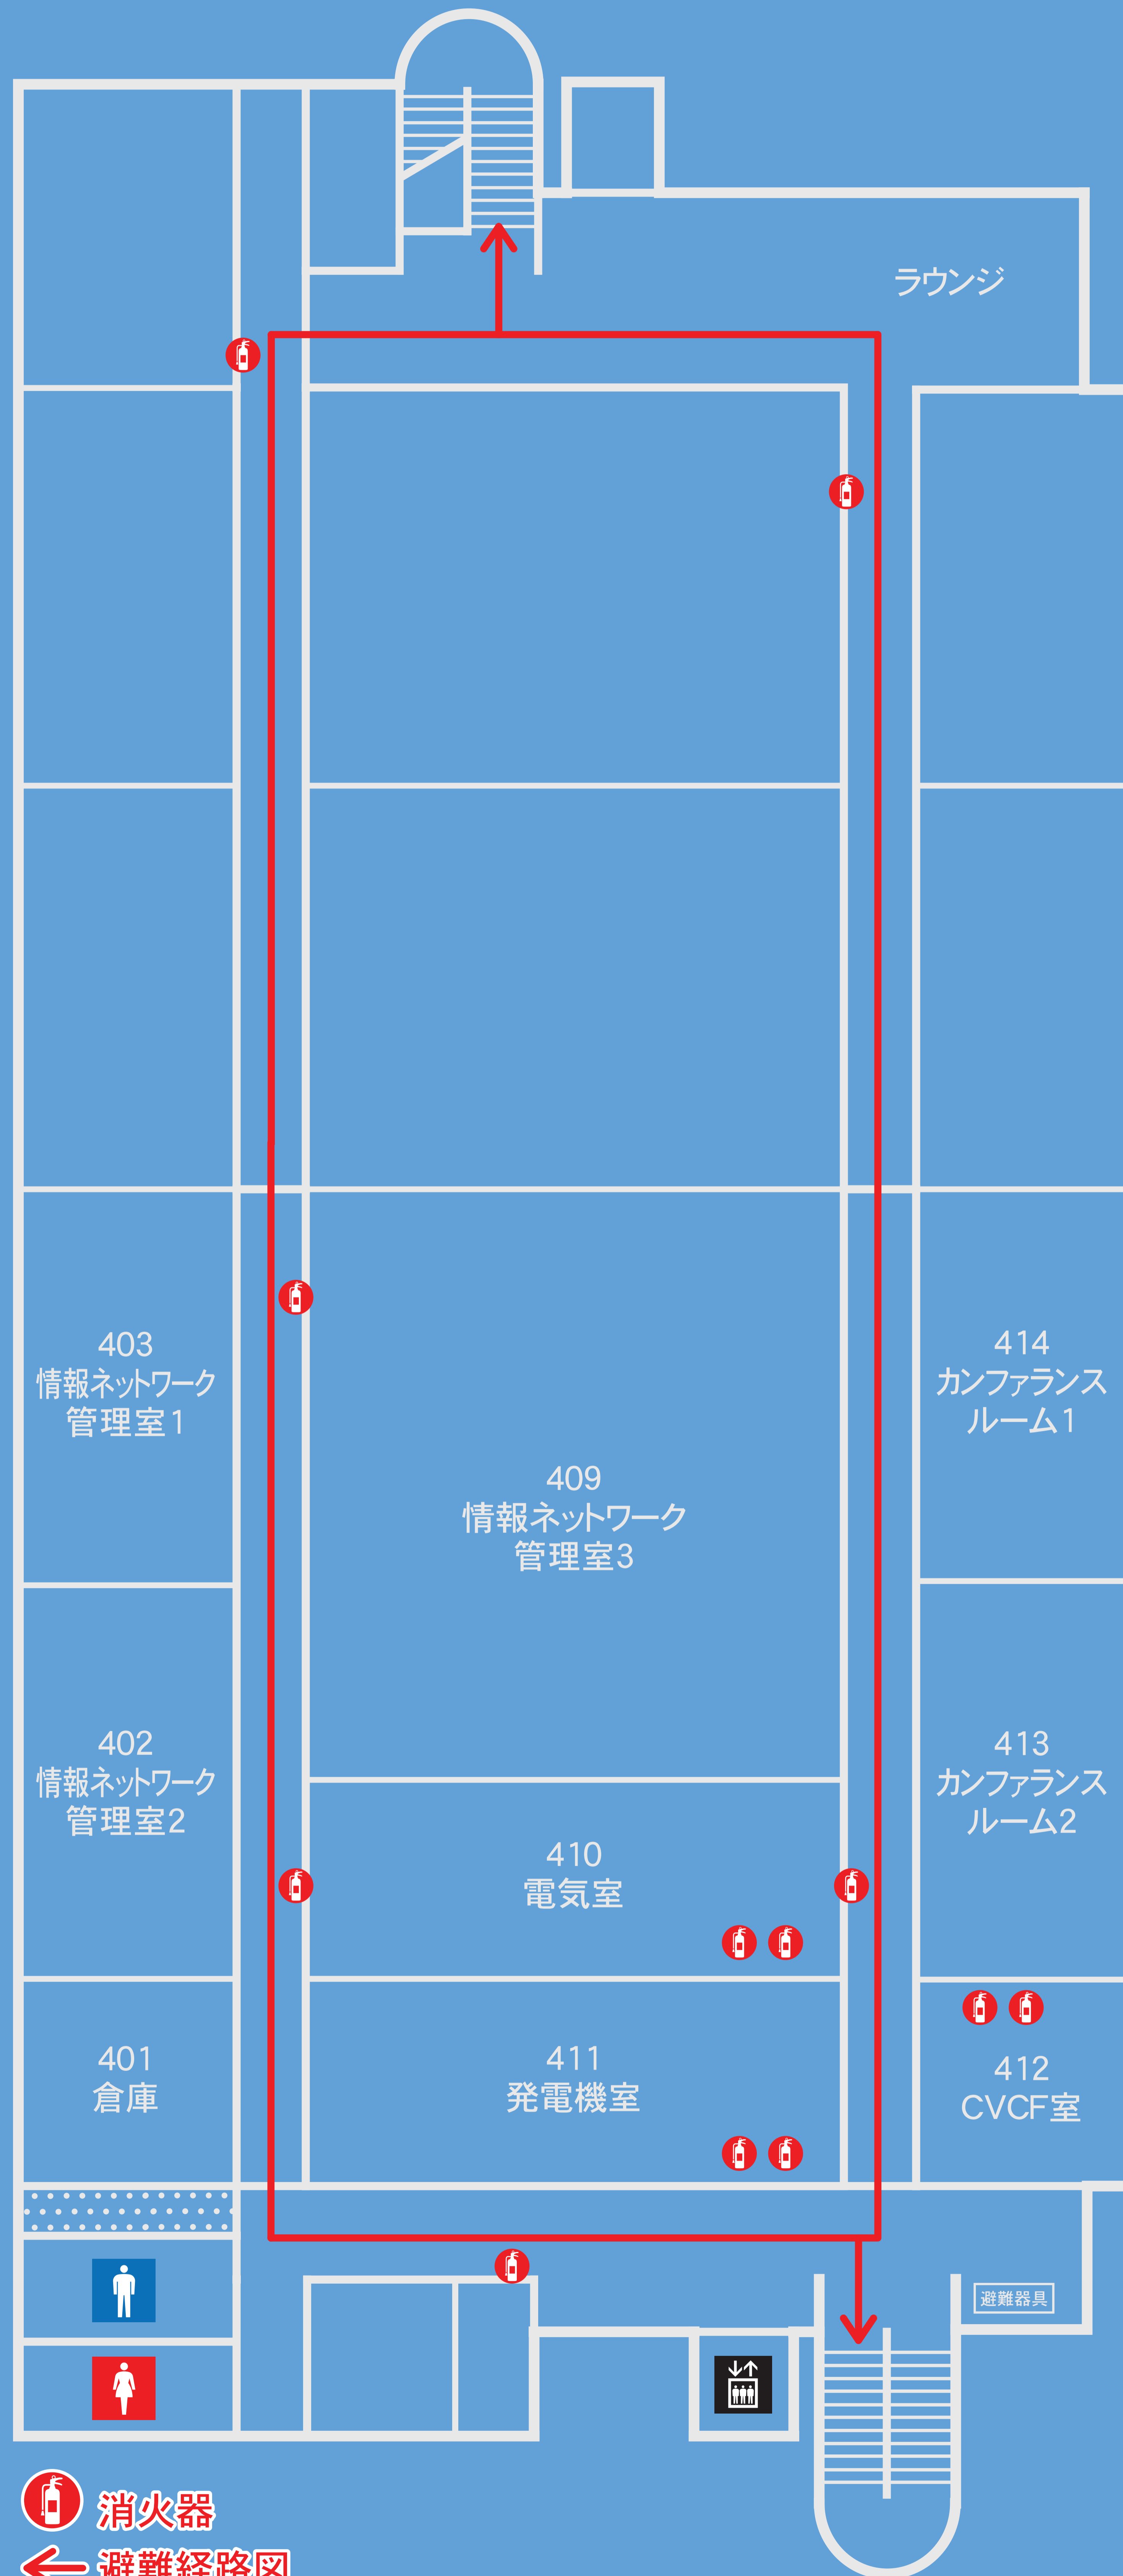 ラウンジ
403
情報ネットワーク
管理室1
414
カンファランス
ルーム1
409
情報ネットワーク
管理室3
402
情報ネットワーク
管理室2
413
カンファランス
ルーム2
410
電気室
401
倉庫
411
発電機室
412
CVCF室
避難器具
消火器
避難経路図